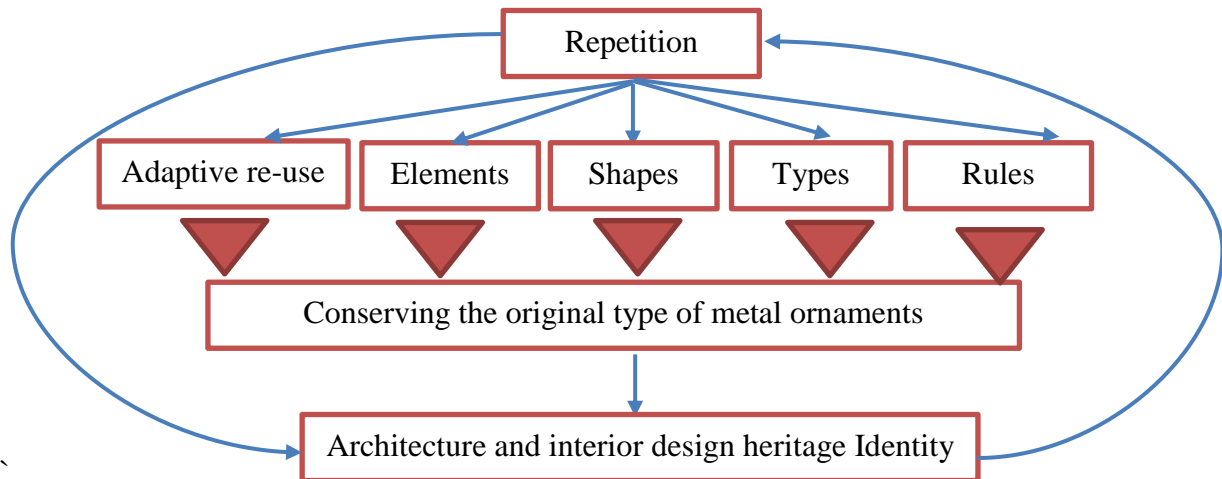 Repetition
Adaptive re-use
Elements
Shapes
Types
Rules
Conserving the original type of metal ornaments
Architecture and interior design heritage Identity
`